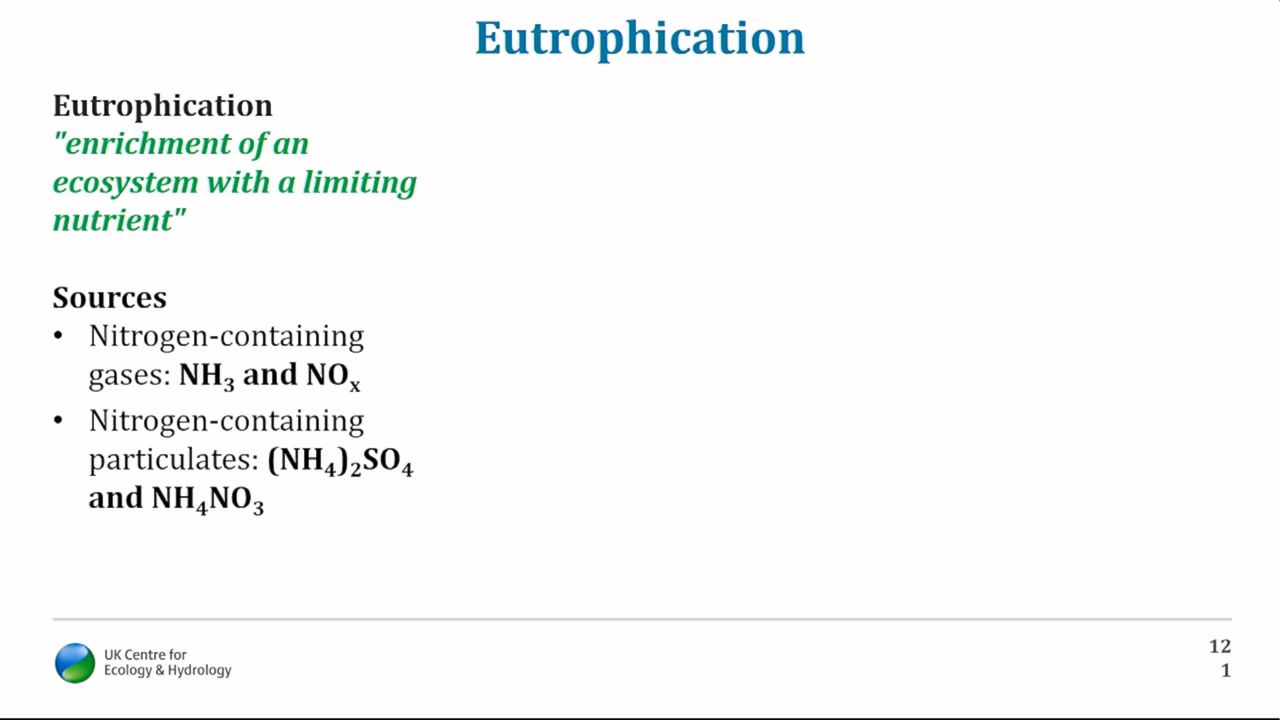 Eutrophication
Eutrophication
"enrichment of an
ecosystem with a limiting
nutrient"
Sources
• Nitrogen-containing
gases: NH₃ and NOₓ
• Nitrogen-containing
particulates: (NH₄)₂SO₄
and NH₄NO₃
UK Centre for
Ecology & Hydrology
12
1